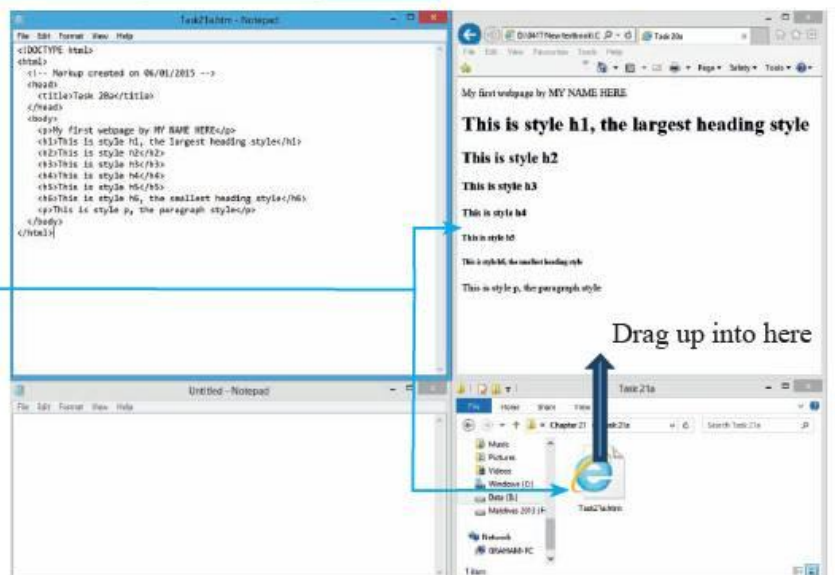 Task21a.htm - Notepad
File Edit Format View Help
<!DOCTYPE html>
<html>
<!-- Markup created on 06/01/2015 -->
<head>
<title>Task 20a</title>
</head>
<body>
<p>My first webpage by MY NAME HERE</p>
<h1>This is style h1, the largest heading style</h1>
<h2>This is style h2</h2>
<h3>This is style h3</h3>
<h4>This is style h4</h4>
<h5>This is style h5</h5>
<h6>This is style h6, the smallest heading style</h6>
<p>This is style p, the paragraph style</p>
</body>
</html>
Task 20a
File Edit View Favourites Tools Help
Page Safety Tools
My first webpage by MY NAME HERE
This is style h1, the largest heading style
This is style h2
This is style h3
This is style h4
This is style h5
This is style h6, the smallest heading style
This is style p, the paragraph style
Drag up into here
Untitled - Notepad
File Edit Format View Help
Task 21a
File Home Share View
Chapter 21
Search Task 21a
Music
Pictures
Videos
Windows (C:)
Data (D:)
Maldives 2013
Network
GRAHAM-PC
Task21a.htm
1 item